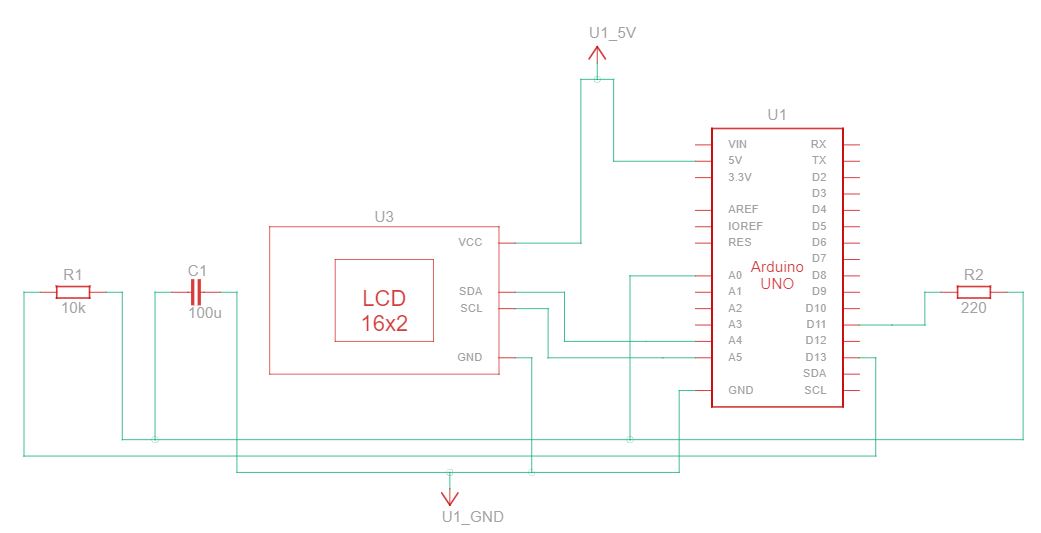 U1_5V
U1
VIN RX
5V TX
3.3V D2
D3
AREF D4
IOREF D5
RES D6
D7
A0 D8
A1 D9
A2 D10
A3 D11
A4 D12
A5 D13
SDA
GND SCL
Arduino
UNO
U3
VCC
SDA
SCL
GND
LCD
16x2
R1
10k
C1
100u
R2
220
U1_GND